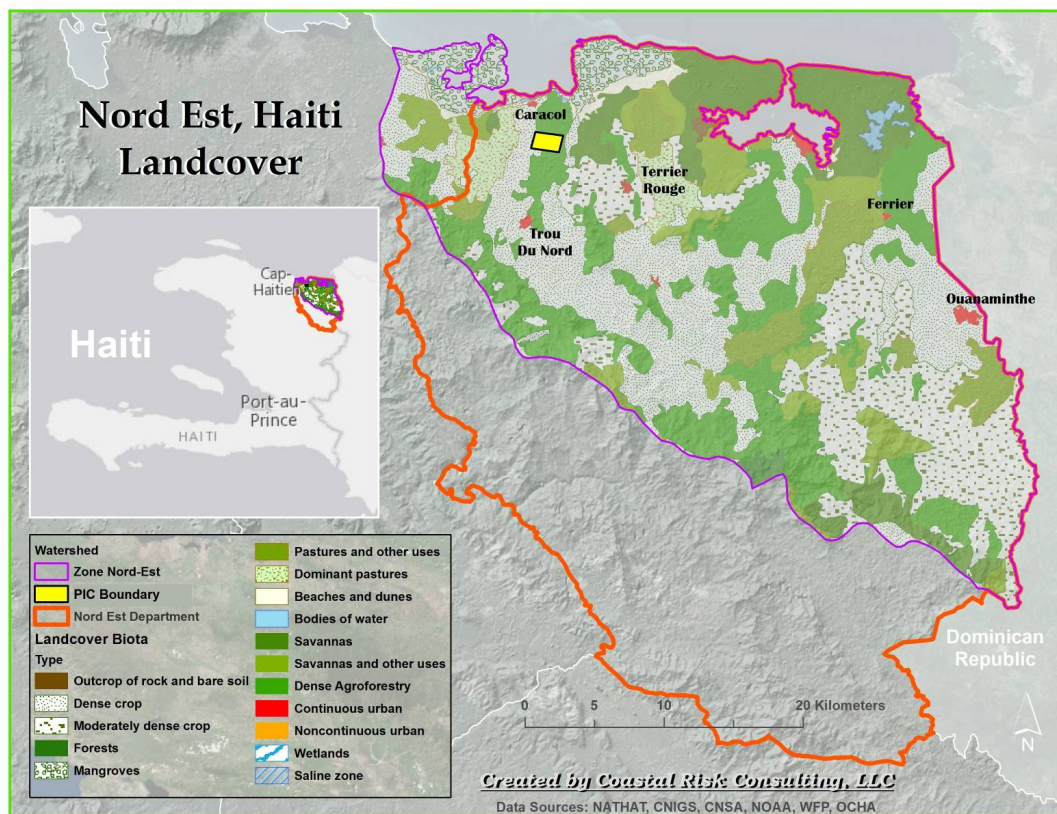 Nord Est, Haiti
Landcover
Caracol
Terrier
Rouge
Trou
Du Nord
Ferrier
Ouanaminthe
Cap-
Haitien
Haiti
Port-au-
Prince
HAITI
Dominican
Republic
Watershed
Zone Nord-Est
PIC Boundary
Nord Est Department
Landcover Biota
Type
Outcrop of rock and bare soil
Dense crop
Moderately dense crop
Forests
Mangroves
Pastures and other uses
Dominant pastures
Beaches and dunes
Bodies of water
Savannas
Savannas and other uses
Dense Agroforestry
Continuous urban
Noncontinuous urban
Wetlands
Saline zone
0 5 10 20 Kilometers
N
Created by Coastal Risk Consulting, LLC
Data Sources: NATHAT, CNIGS, CNSA, NOAA, WFP, OCHA